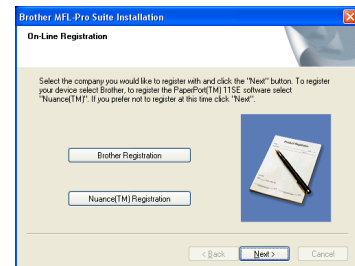 Brother MFL-Pro Suite Installation
On-Line Registration
Select the company you would like to register with and click the "Next" button. To register
your device select Brother, to register the PaperPort(TM) 11SE software select
"Nuance(TM)". If you prefer not to register at this time click "Next".
Brother Registration
Nuance(TM) Registration
< Back
Next >
Cancel